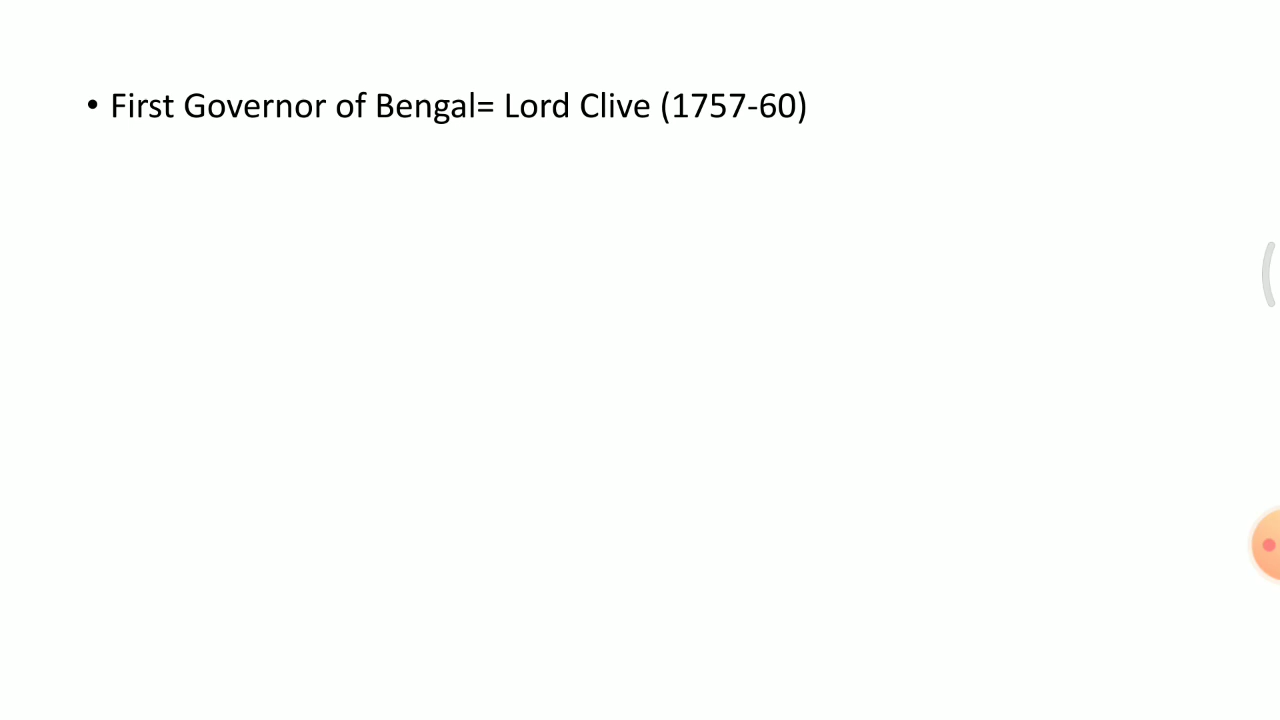 • First Governor of Bengal= Lord Clive (1757-60)